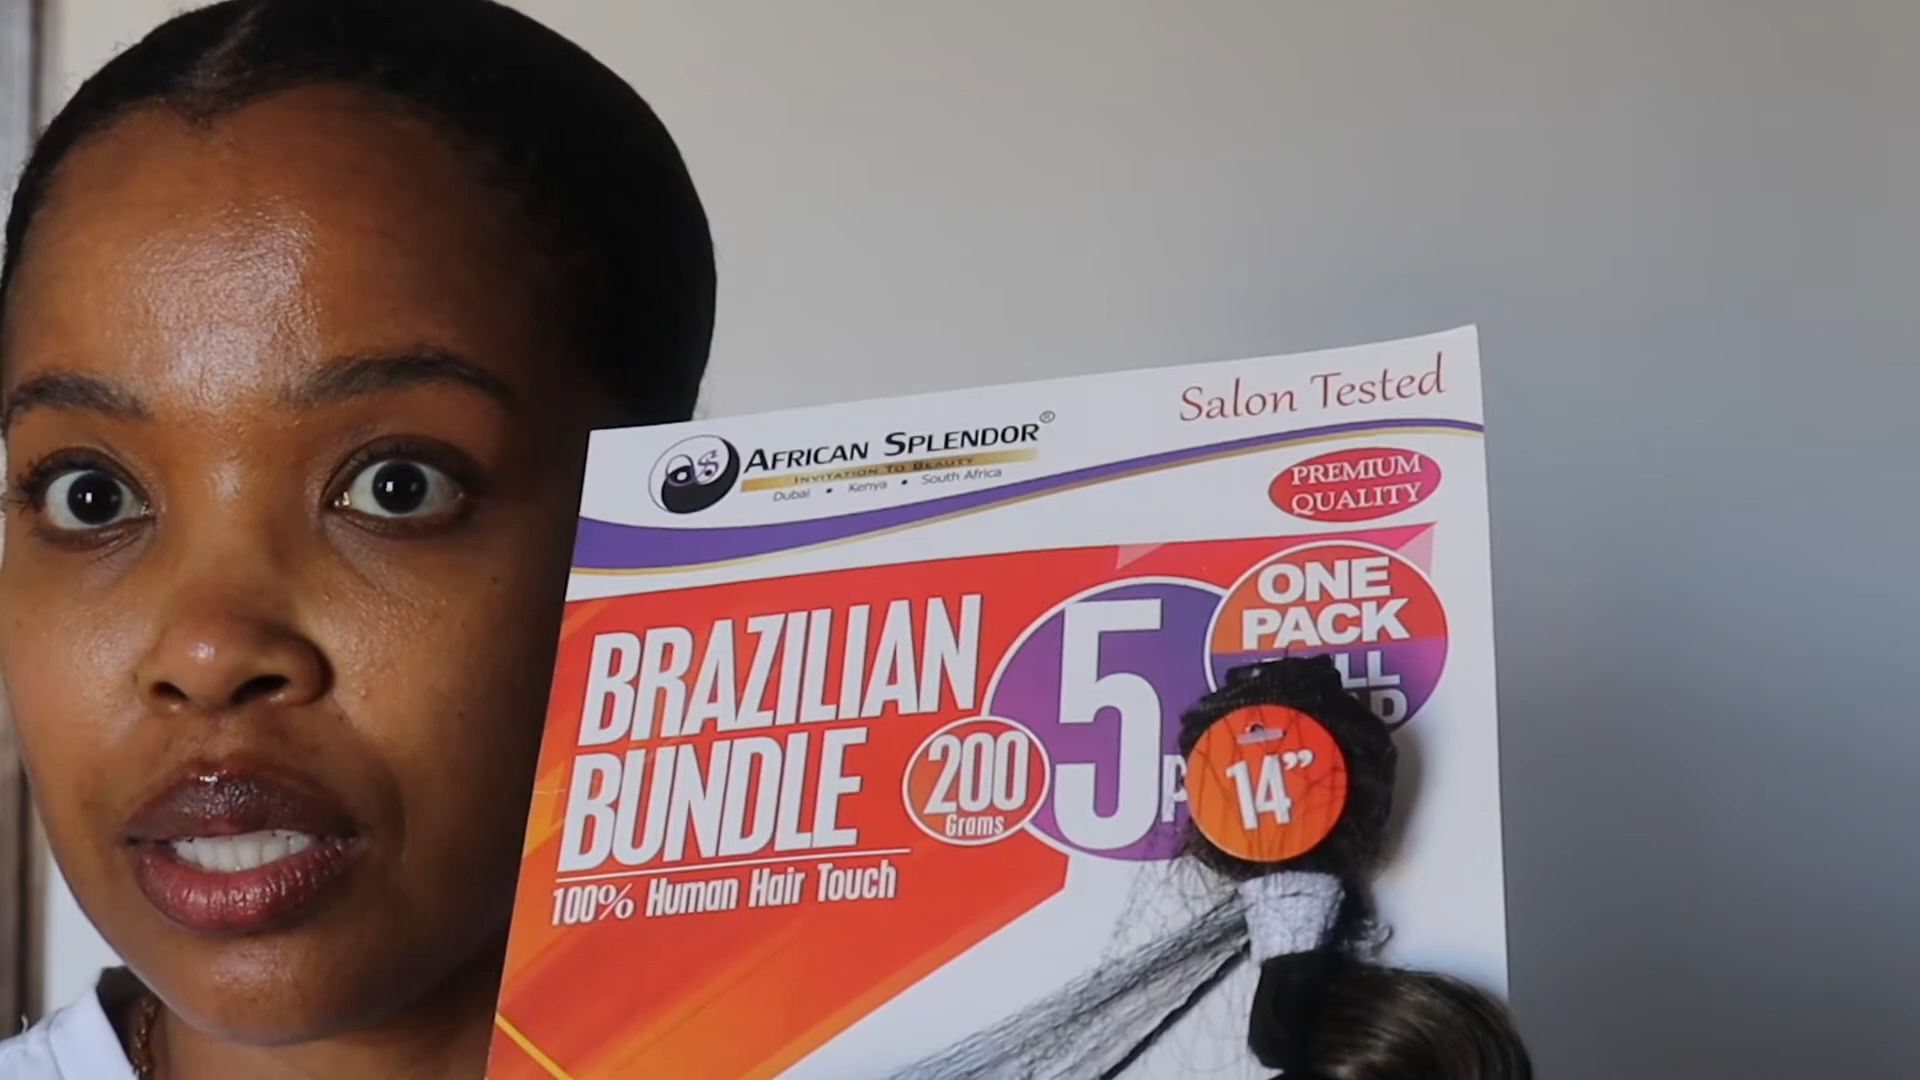 Salon Tested
as
AFRICAN SPLENDOR®
INVITATION TO BEAUTY
Dubai • Kenya • South Africa
PREMIUM
QUALITY
ONE
PACK
BRAZILIAN
BUNDLE
200
Grams
5
14”
100% Human Hair Touch